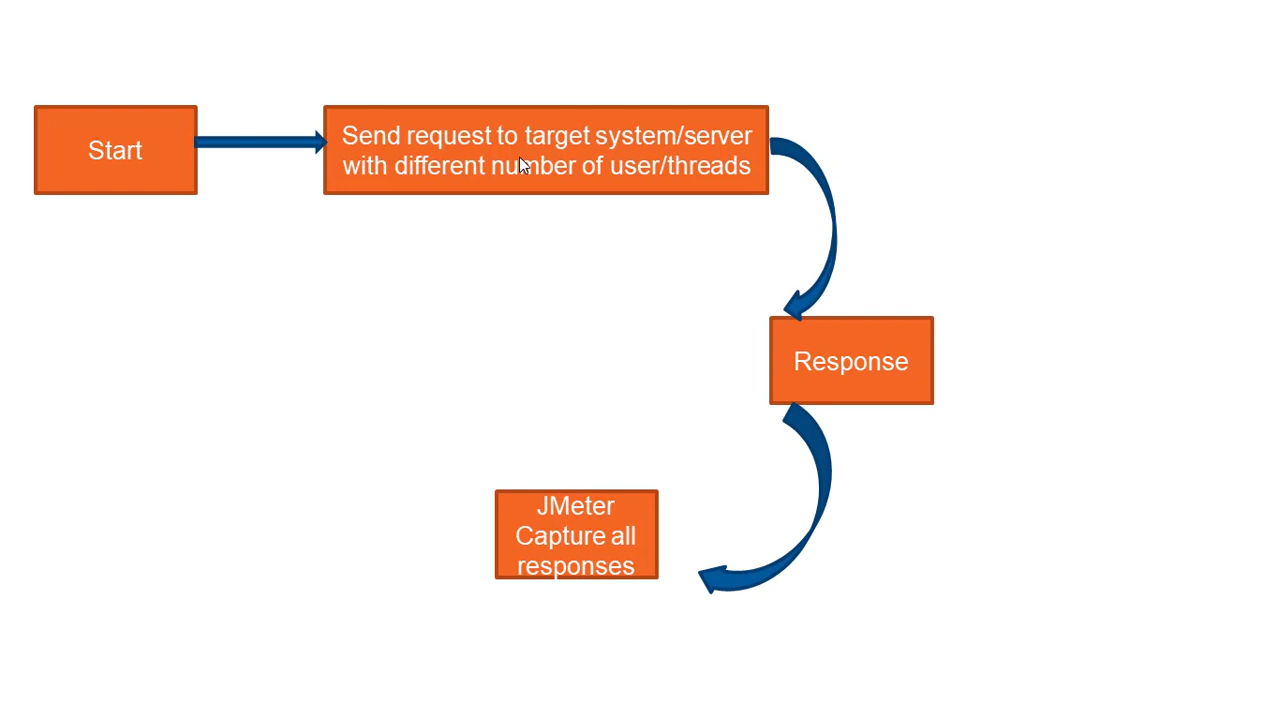 Start
Send request to target system/server
with different number of user/threads
Response
JMeter
Capture all
responses